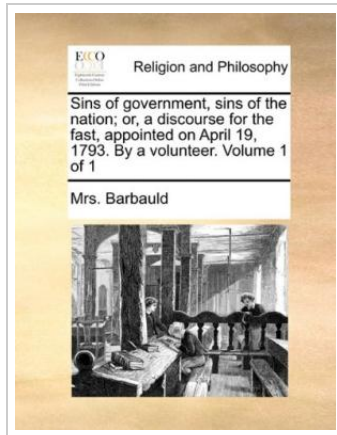 ECCO
Religion and Philosophy
Sins of government, sins of the
nation; or, a discourse for the
fast, appointed on April 19,
1793. By a volunteer. Volume 1
of 1
Mrs. Barbauld